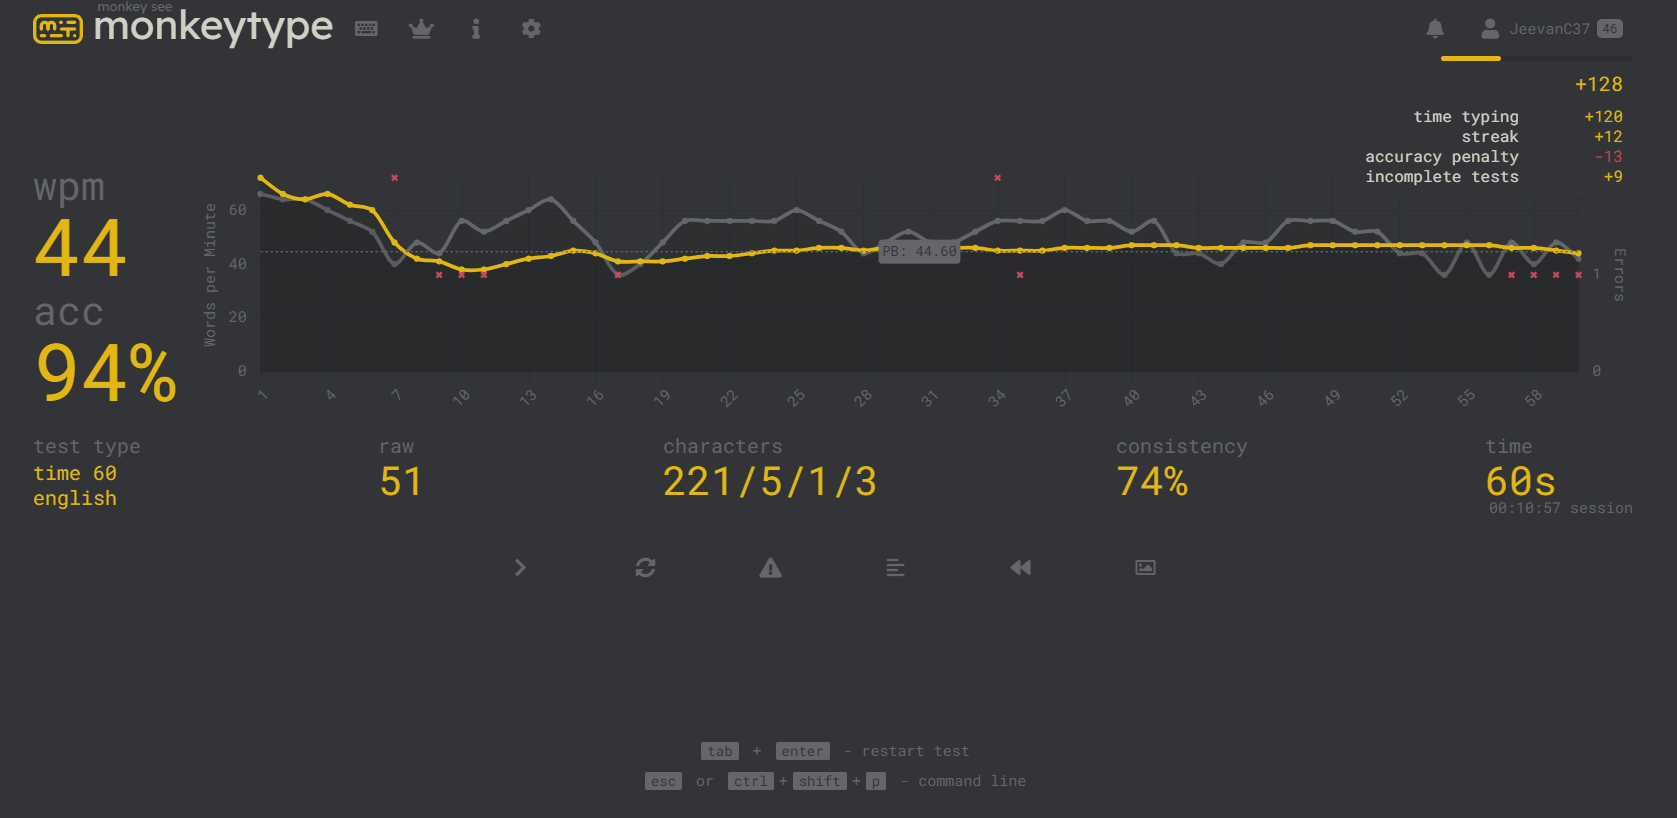 monkey see
monkeytype
JeevanC37 46
+128
time typing +120
streak +12
accuracy penalty -13
incomplete tests +9
wpm
44
acc
94%
Words per Minute
60
40
20
0
PB: 44.60
Errors
1
0
1 4 7 10 13 16 19 22 25 28 31 34 37 40 43 46 49 52 55 58
test type
time 60
english
raw
51
characters
221/5/1/3
consistency
74%
time
60s
00:10:57 session
tab + enter - restart test
esc or ctrl + shift + p - command line